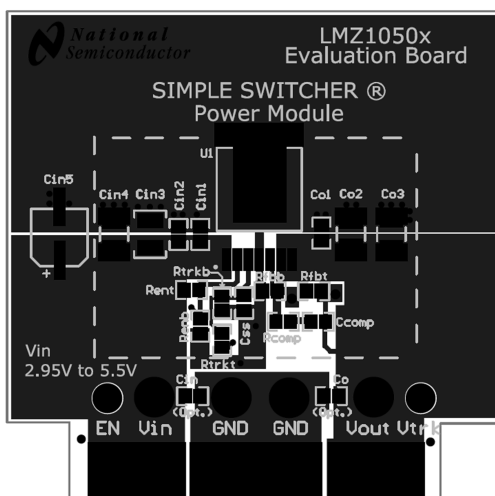 National
Semiconductor
LMZ1050x
Evaluation Board
SIMPLE SWITCHER ®
Power Module
U1
Cin5
Cin4
Cin3
Cin2
Cin1
Co1
Co2
Co3
+
Rtrkb
Rfbt
Rent
Renb
Css
Rcomp
Ccomp
Rtrkt
Vin
2.95V to 5.5V
Cin
(Opt.)
Co
(Opt.)
EN
Vin
GND
GND
Vout
Vtrk